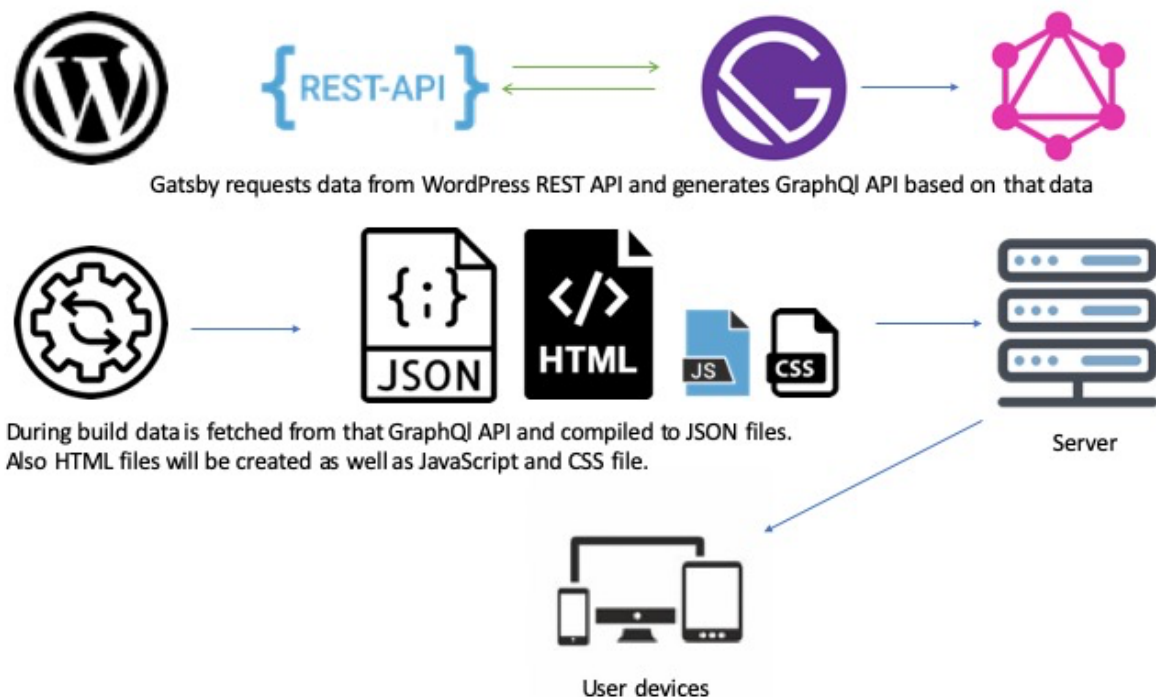 {REST-API}
Gatsby requests data from WordPress REST API and generates GraphQl API based on that data
{;}
JSON
</>
HTML
JS
CSS
During build data is fetched from that GraphQl API and compiled to JSON files.
Also HTML files will be created as well as JavaScript and CSS file.
Server
User devices